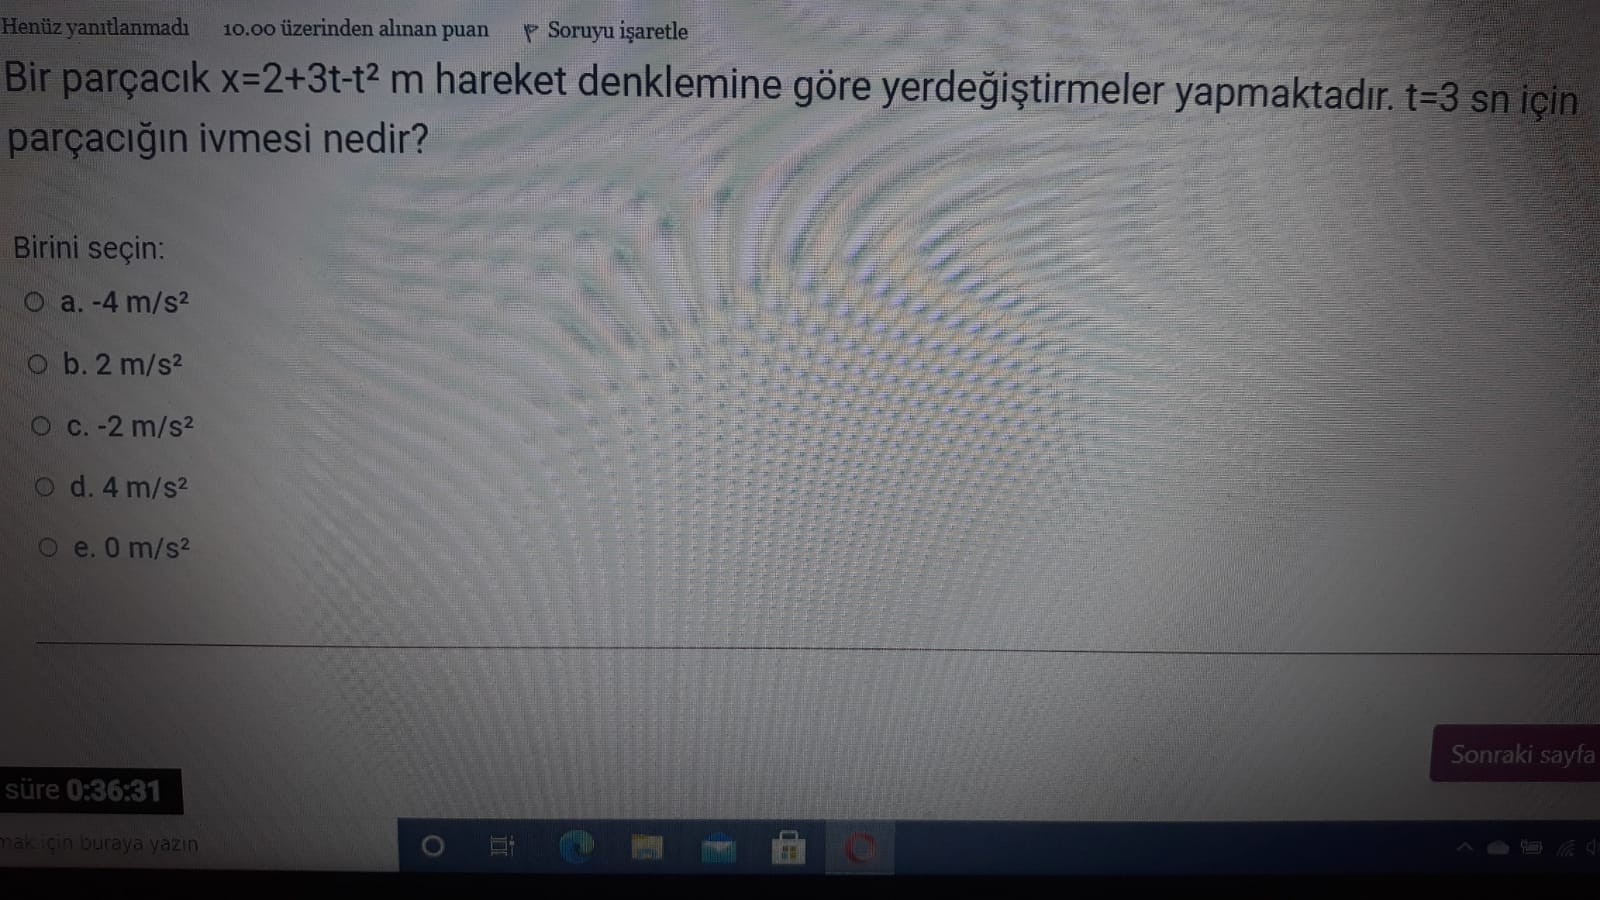 Henüz yanıtlanmadı 10.00 üzerinden alınan puan Soruyu işaretle
Bir parçacık x=2+3t-t² m hareket denklemine göre yerdeğiştirmeler yapmaktadır. t=3 sn için
parçacığın ivmesi nedir?
Birini seçin:
a. -4 m/s²
b. 2 m/s²
c. -2 m/s²
d. 4 m/s²
e. 0 m/s²
Sonraki sayfa
süre 0:36:31
için buraya yazın